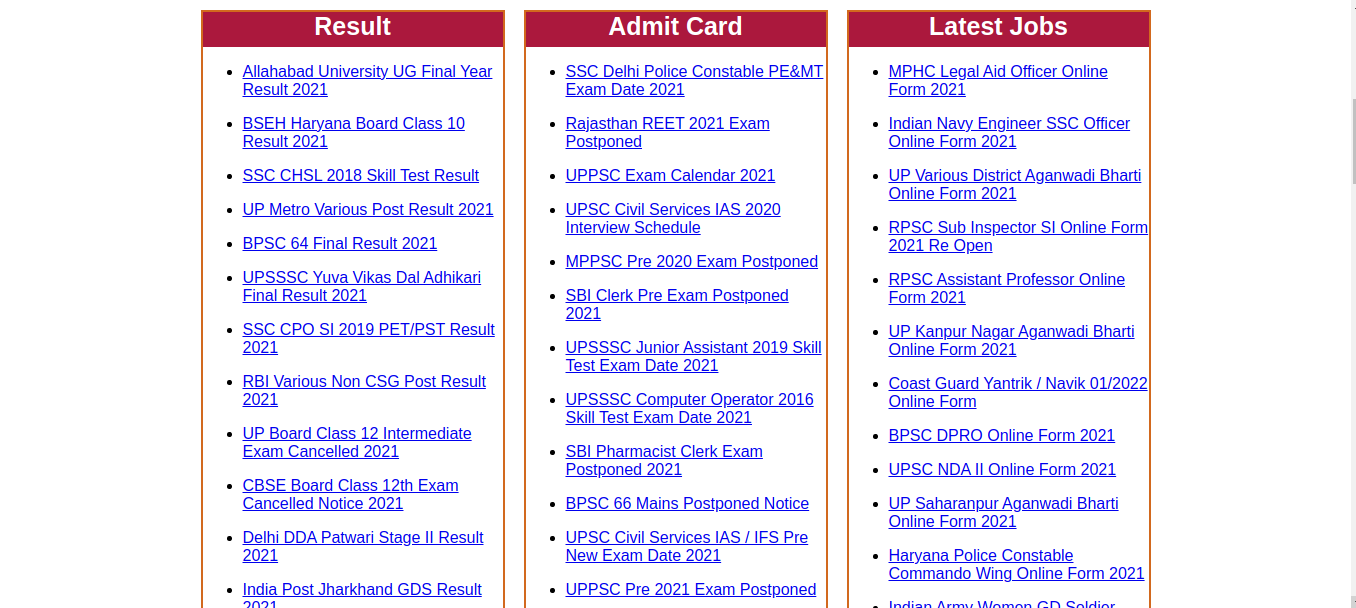 Result
Allahabad University UG Final Year
Result 2021
BSEH Haryana Board Class 10
Result 2021
SSC CHSL 2018 Skill Test Result
UP Metro Various Post Result 2021
BPSC 64 Final Result 2021
UPSSSC Yuva Vikas Dal Adhikari
Final Result 2021
SSC CPO SI 2019 PET/PST Result
2021
RBI Various Non CSG Post Result
2021
UP Board Class 12 Intermediate
Exam Cancelled 2021
CBSE Board Class 12th Exam
Cancelled Notice 2021
Delhi DDA Patwari Stage II Result
2021
India Post Jharkhand GDS Result
2021
Admit Card
SSC Delhi Police Constable PE&MT
Exam Date 2021
Rajasthan REET 2021 Exam
Postponed
UPPSC Exam Calendar 2021
UPSC Civil Services IAS 2020
Interview Schedule
MPPSC Pre 2020 Exam Postponed
SBI Clerk Pre Exam Postponed
2021
UPSSSC Junior Assistant 2019 Skill
Test Exam Date 2021
UPSSSC Computer Operator 2016
Skill Test Exam Date 2021
SBI Pharmacist Clerk Exam
Postponed 2021
BPSC 66 Mains Postponed Notice
UPSC Civil Services IAS / IFS Pre
New Exam Date 2021
UPPSC Pre 2021 Exam Postponed
Latest Jobs
MPHC Legal Aid Officer Online
Form 2021
Indian Navy Engineer SSC Officer
Online Form 2021
UP Various District Aganwadi Bharti
Online Form 2021
RPSC Sub Inspector SI Online Form
2021 Re Open
RPSC Assistant Professor Online
Form 2021
UP Kanpur Nagar Aganwadi Bharti
Online Form 2021
Coast Guard Yantrik / Navik 01/2022
Online Form
BPSC DPRO Online Form 2021
UPSC NDA II Online Form 2021
UP Saharanpur Aganwadi Bharti
Online Form 2021
Haryana Police Constable
Commando Wing Online Form 2021
Indian Army Women GD Soldier